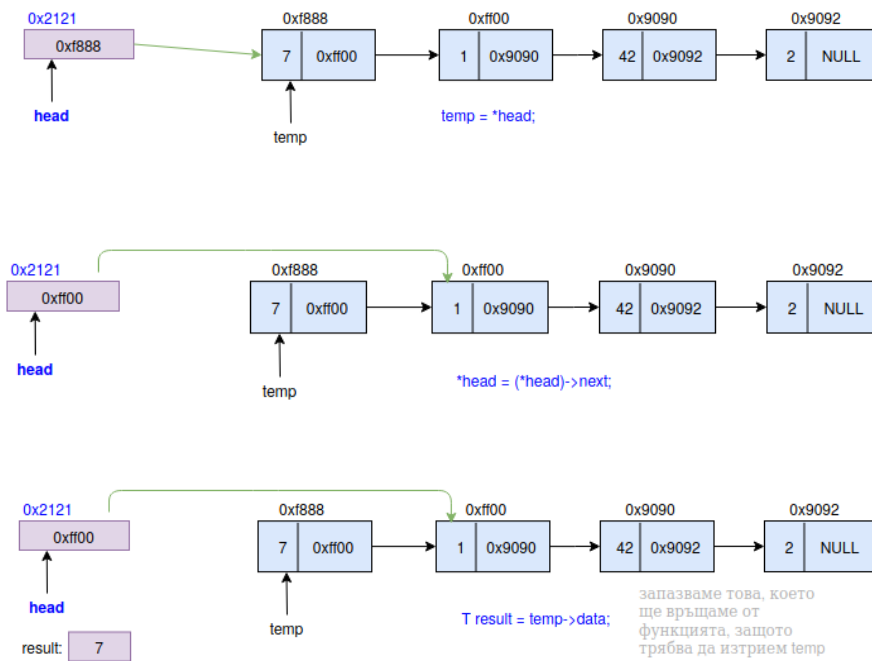 0x2121 0xf888 0xff00 0x9090 0x9092
0xf888 7 0xff00 1 0x9090 42 0x9092 2 NULL
head temp = *head;
temp
0x2121 0xf888 0xff00 0x9090 0x9092
0xff00 7 0xff00 1 0x9090 42 0x9092 2 NULL
head
temp *head = (*head)->next;
0x2121 0xf888 0xff00 0x9090 0x9092
0xff00 7 0xff00 1 0x9090 42 0x9092 2 NULL
head
temp T result = temp->data;
запазваме това, което
ще връщаме от
функцията, защото
трябва да изтрием temp
result: 7